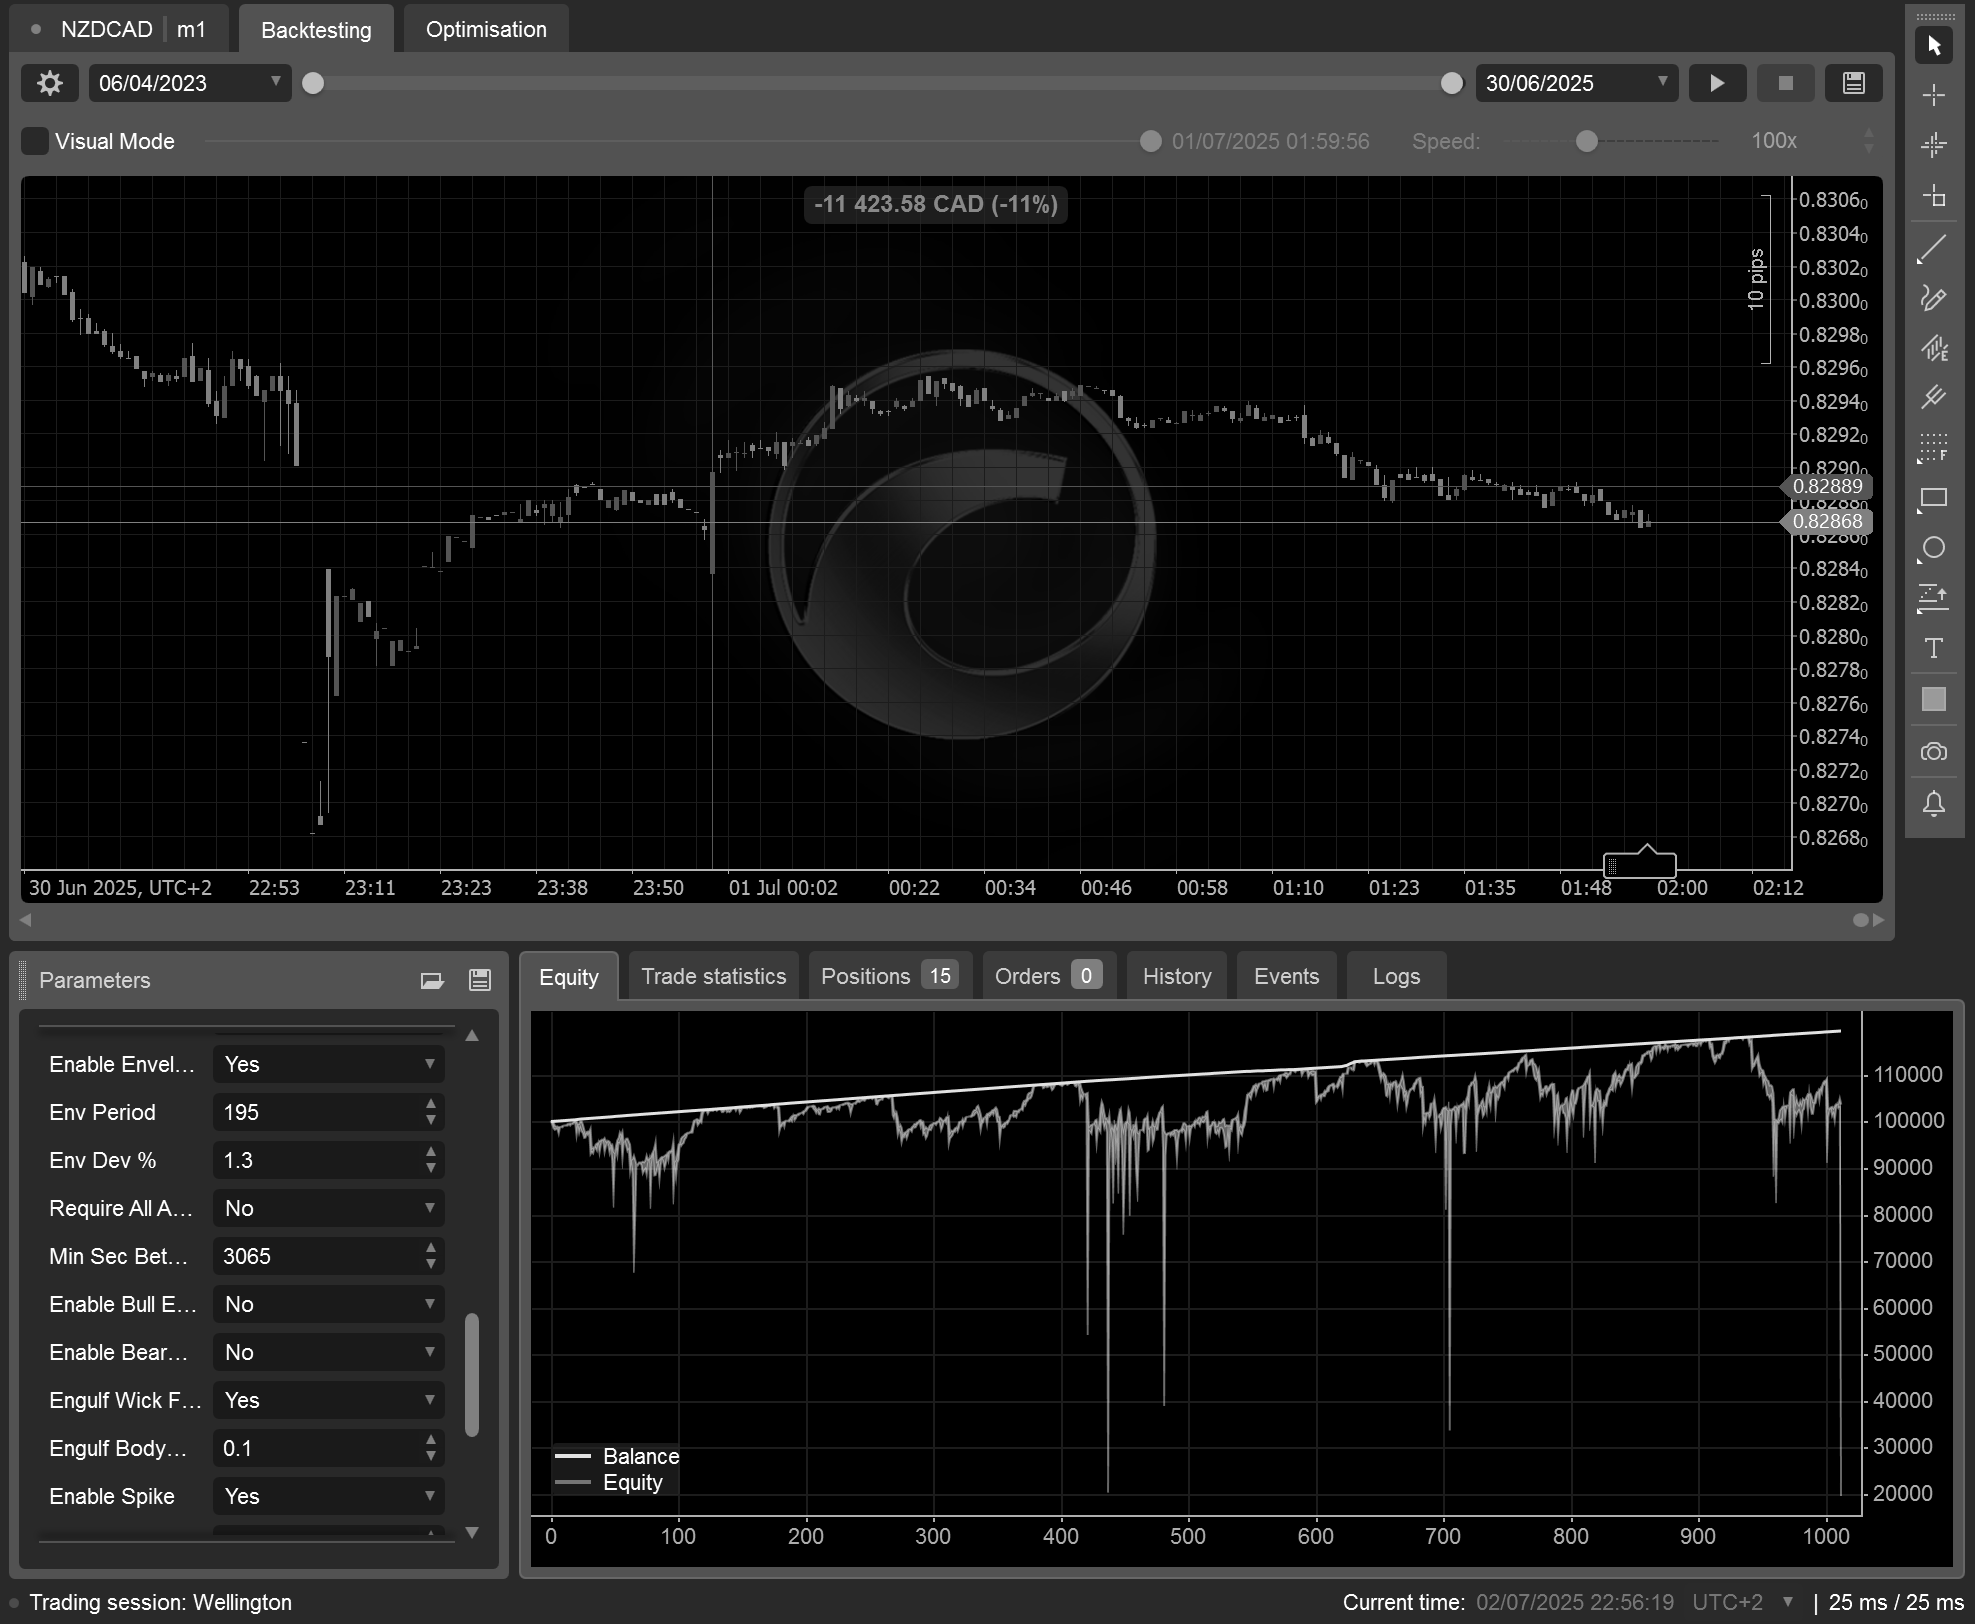 NZDCAD m1 Backtesting Optimisation
06/04/2023 30/06/2025
Visual Mode 01/07/2025 01:59:56 Speed: 100x
-11 423.58 CAD (-11%)
10 pips
0.83060
0.83040
0.83020
0.83000
0.82980
0.82960
0.82940
0.82920
0.82900
0.82889
0.82868
0.82860
0.82840
0.82820
0.82800
0.82780
0.82760
0.82740
0.82720
0.82700
0.82680
30 Jun 2025, UTC+2 22:53 23:11 23:23 23:38 23:50 01 Jul 00:02 00:22 00:34 00:46 00:58 01:10 01:23 01:35 01:48 02:00 02:12
Parameters
Enable Envel... Yes
Env Period 195
Env Dev % 1.3
Require All A... No
Min Sec Bet... 3065
Enable Bull E... No
Enable Bear... No
Engulf Wick F... Yes
Engulf Body... 0.1
Enable Spike Yes
Equity Trade statistics Positions 15 Orders 0 History Events Logs
110000
100000
90000
80000
70000
60000
50000
40000
30000
20000
Balance
Equity
0 100 200 300 400 500 600 700 800 900 1000
Trading session: Wellington
Current time: 02/07/2025 22:56:19 UTC+2 | 25 ms / 25 ms